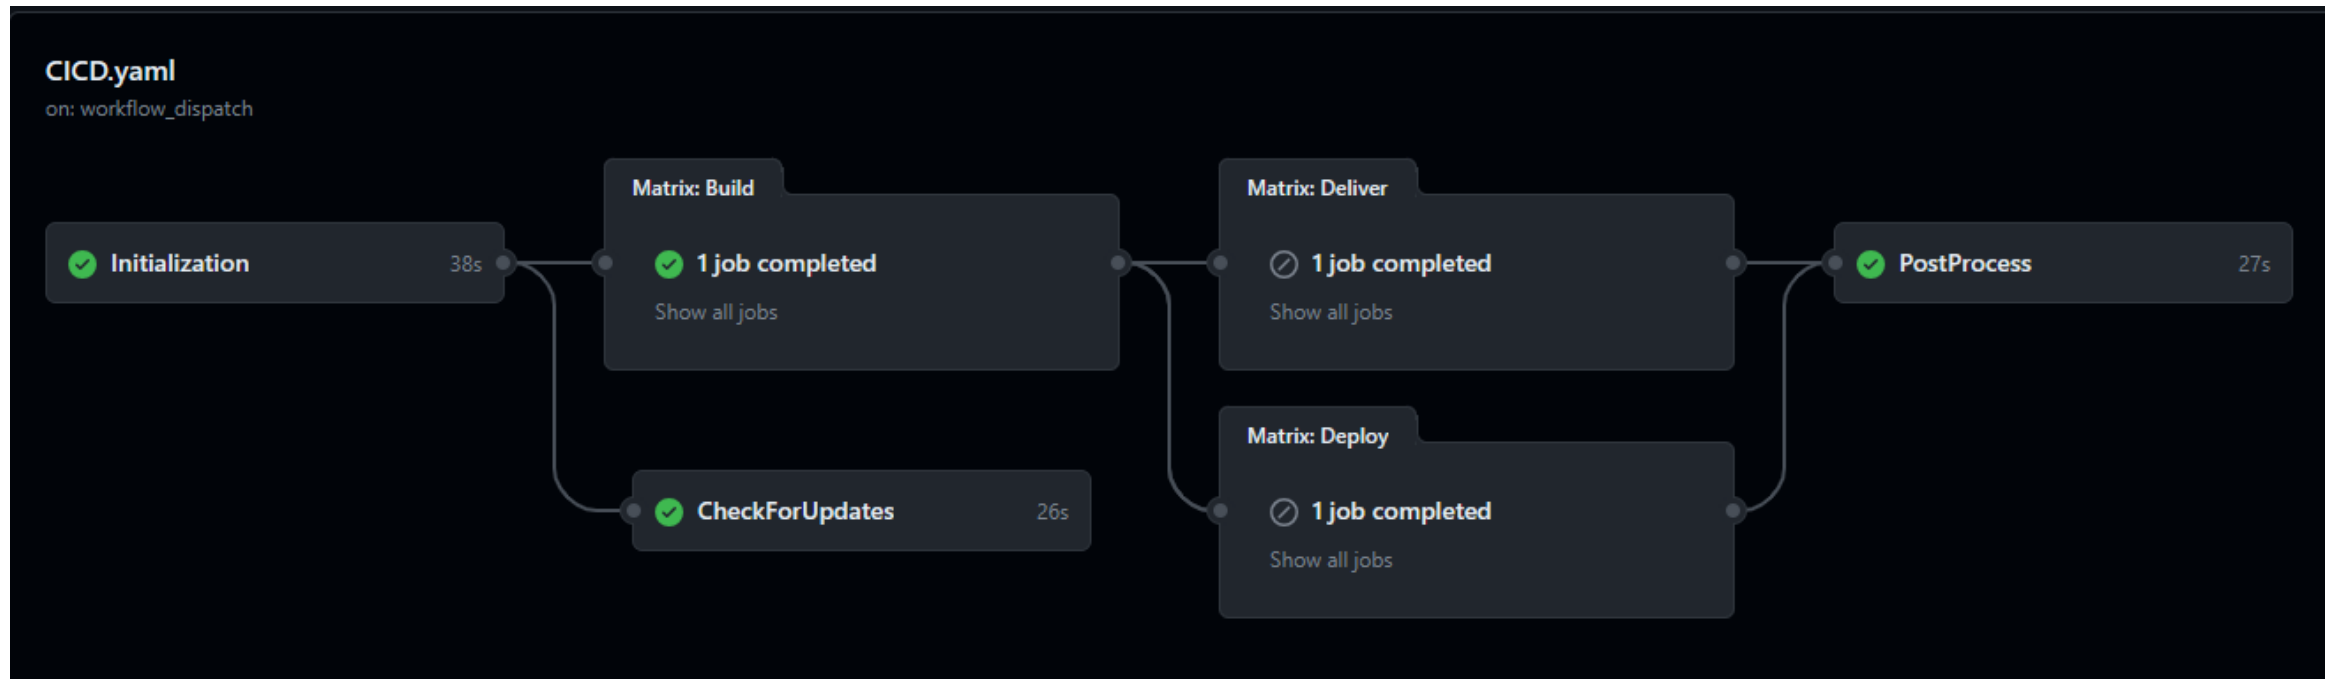 CICD.yaml
on: workflow_dispatch
Initialization
38s
Matrix: Build
1 job completed
Show all jobs
CheckForUpdates
26s
Matrix: Deliver
1 job completed
Show all jobs
Matrix: Deploy
1 job completed
Show all jobs
PostProcess
27s